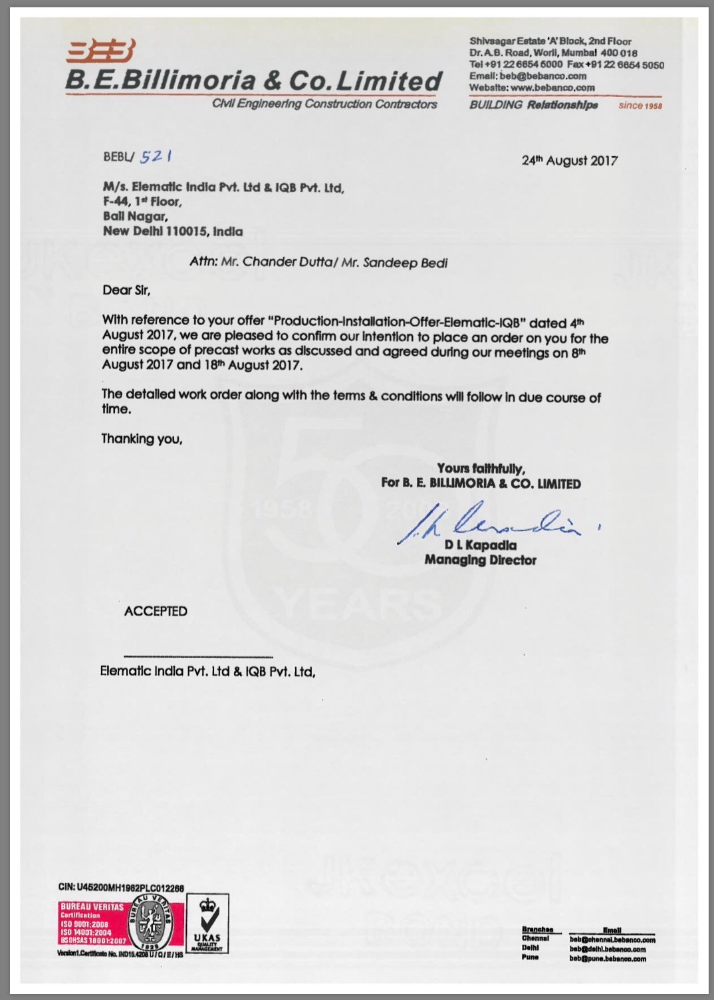 B.E.Billimoria & Co. Limited
Civil Engineering Construction Contractors
Shivsagar Estate 'A' Block, 2nd Floor
Dr. A.B. Road, Worli, Mumbai 400 018
Tel +91 22 6654 5000 Fax +91 22 6654 5050
Email: beb@bebanco.com
Website: www.bebanco.com
BUILDING Relationships since 1958
BEBL/ 521
24th August 2017
M/s. Elematic India Pvt. Ltd & IQB Pvt. Ltd,
F-44, 1st Floor,
Bali Nagar,
New Delhi 110015, India
Attn: Mr. Chander Dutta/ Mr. Sandeep Bedi
Dear Sir,
With reference to your offer "Production-Installation-Offer-Elematic-IQB" dated 4th
August 2017, we are pleased to confirm our intention to place an order on you for the
entire scope of precast works as discussed and agreed during our meetings on 8th
August 2017 and 18th August 2017.
The detailed work order along with the terms & conditions will follow in due course of
time.
Thanking you,
Yours faithfully,
For B. E. BILLIMORIA & CO. LIMITED
D L Kapadia
Managing Director
1958
50
YEARS
ACCEPTED
Elematic India Pvt. Ltd & IQB Pvt. Ltd,
CIN: U45200MH1962PLC012266
BUREAU VERITAS
Certification
ISO 9001:2008
ISO 14001:2004
BS OHSAS 18001:2007
BUREAU VERITAS
1828
UKAS
QUALITY
MANAGEMENT
Version1.Certificate No. IND15.4208 U/Q/E/HS
Branches Email
Chennai beb@chennai.bebanco.com
Delhi beb@delhi.bebanco.com
Pune beb@pune.bebanco.com